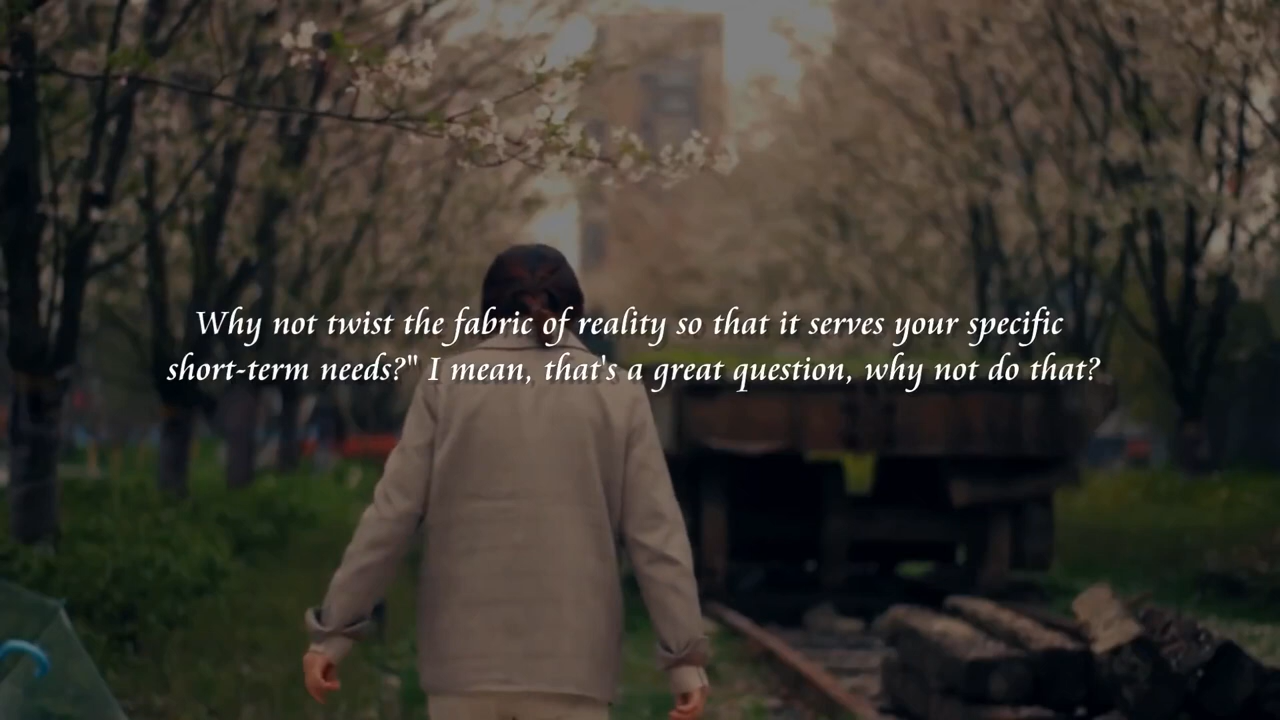 Why not twist the fabric of reality so that it serves your specific
short-term needs?" I mean, that's a great question, why not do that?